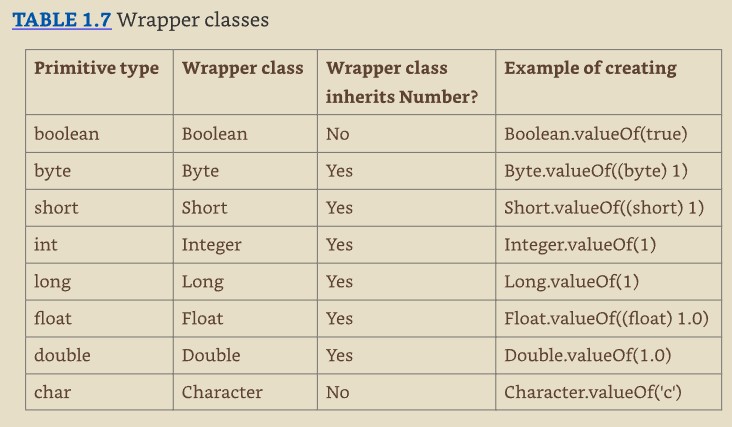 TABLE 1.7 Wrapper classes
Primitive type Wrapper class Wrapper class inherits Number? Example of creating
boolean Boolean No Boolean.valueOf(true)
byte Byte Yes Byte.valueOf((byte) 1)
short Short Yes Short.valueOf((short) 1)
int Integer Yes Integer.valueOf(1)
long Long Yes Long.valueOf(1)
float Float Yes Float.valueOf((float) 1.0)
double Double Yes Double.valueOf(1.0)
char Character No Character.valueOf('c')